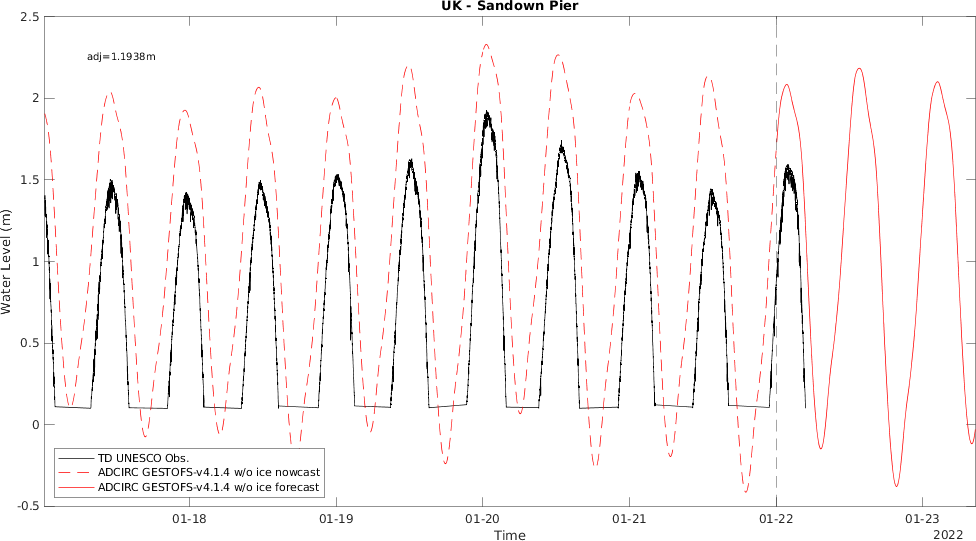 UK - Sandown Pier
2.5
adj=1.1938m
2
1.5
1
0.5
0
-0.5
Water Level (m)
TD UNESCO Obs.
ADCIRC GESTOFS-v4.1.4 w/o ice nowcast
ADCIRC GESTOFS-v4.1.4 w/o ice forecast
01-18 01-19 01-20 01-21 01-22 01-23
Time
2022